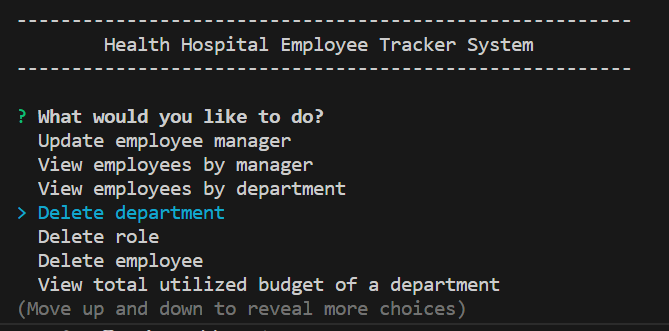 --------------------------------------------------------
Health Hospital Employee Tracker System
--------------------------------------------------------
? What would you like to do?
Update employee manager
View employees by manager
View employees by department
> Delete department
Delete role
Delete employee
View total utilized budget of a department
(Move up and down to reveal more choices)